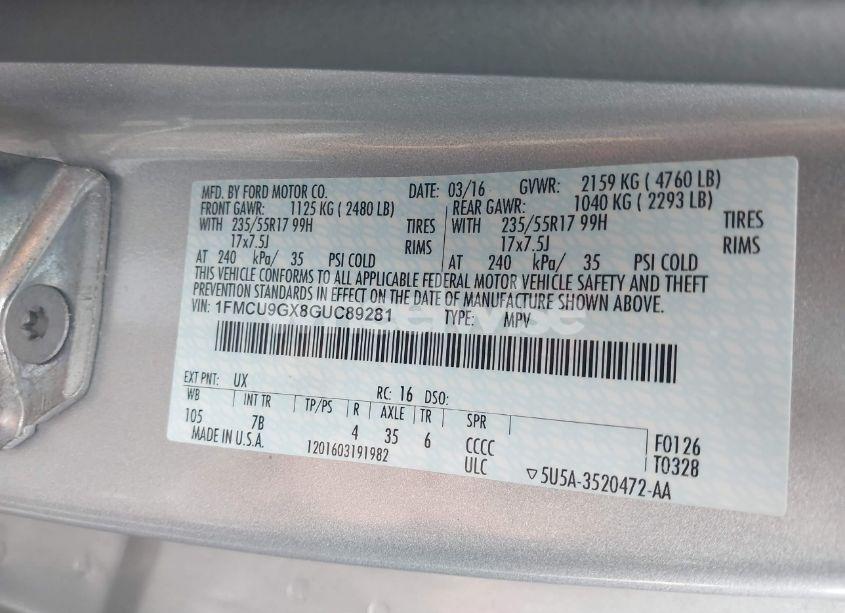 MFD. BY FORD MOTOR CO. DATE: 03/16 GVWR: 2159 KG ( 4760 LB)
FRONT GAWR: 1125 KG ( 2480 LB) REAR GAWR: 1040 KG ( 2293 LB)
WITH 235/55R17 99H TIRES WITH 235/55R17 99H TIRES
17x7.5J RIMS 17x7.5J RIMS
AT 240 kPa/ 35 PSI COLD AT 240 kPa/ 35 PSI COLD
THIS VEHICLE CONFORMS TO ALL APPLICABLE FEDERAL MOTOR VEHICLE SAFETY AND THEFT
PREVENTION STANDARDS IN EFFECT ON THE DATE OF MANUFACTURE SHOWN ABOVE.
VIN: 1FMCU9GX8GUC89281 TYPE: MPV
EXT PNT: UX RC: 16 DSO:
WB INT TR TP/PS R AXLE TR SPR
105 7B 4 35 6 CCCC F0126
MADE IN U.S.A. 1201603191982 ULC T0328
▽5U5A-3520472-AA